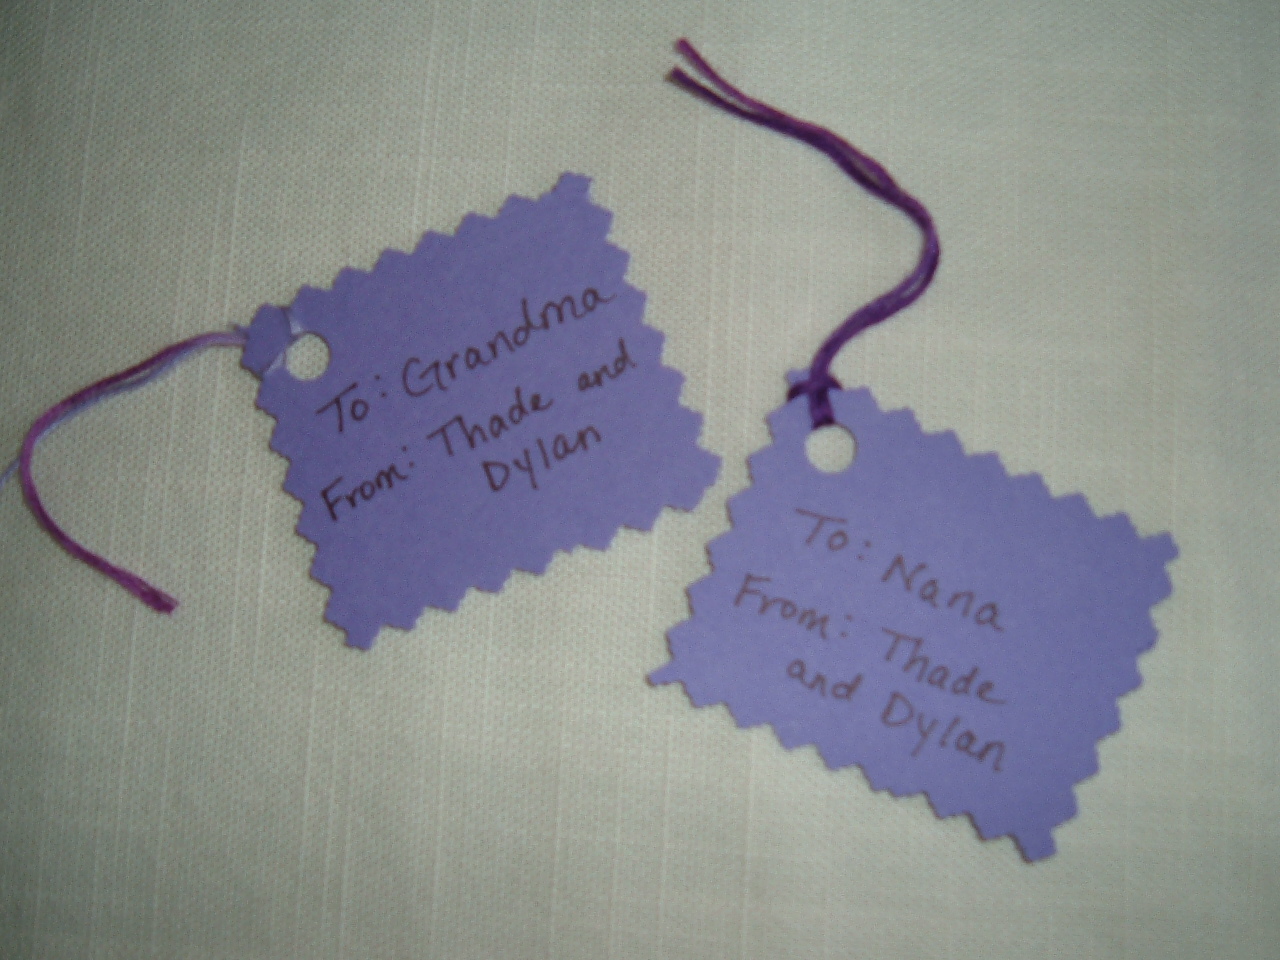 To: Grandma
From: Thade and
Dylan
To: Nana
From: Thade
and Dylan